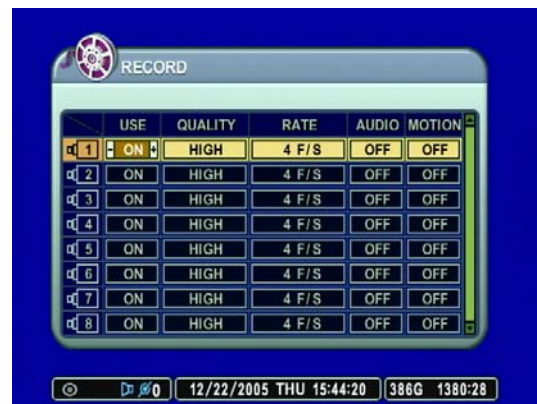 RECORD
USE QUALITY RATE AUDIO MOTION
1 - ON + HIGH 4 F/S OFF OFF
2 ON HIGH 4 F/S OFF OFF
3 ON HIGH 4 F/S OFF OFF
4 ON HIGH 4 F/S OFF OFF
5 ON HIGH 4 F/S OFF OFF
6 ON HIGH 4 F/S OFF OFF
7 ON HIGH 4 F/S OFF OFF
8 ON HIGH 4 F/S OFF OFF
0 12/22/2005 THU 15:44:20 386G 1380:28